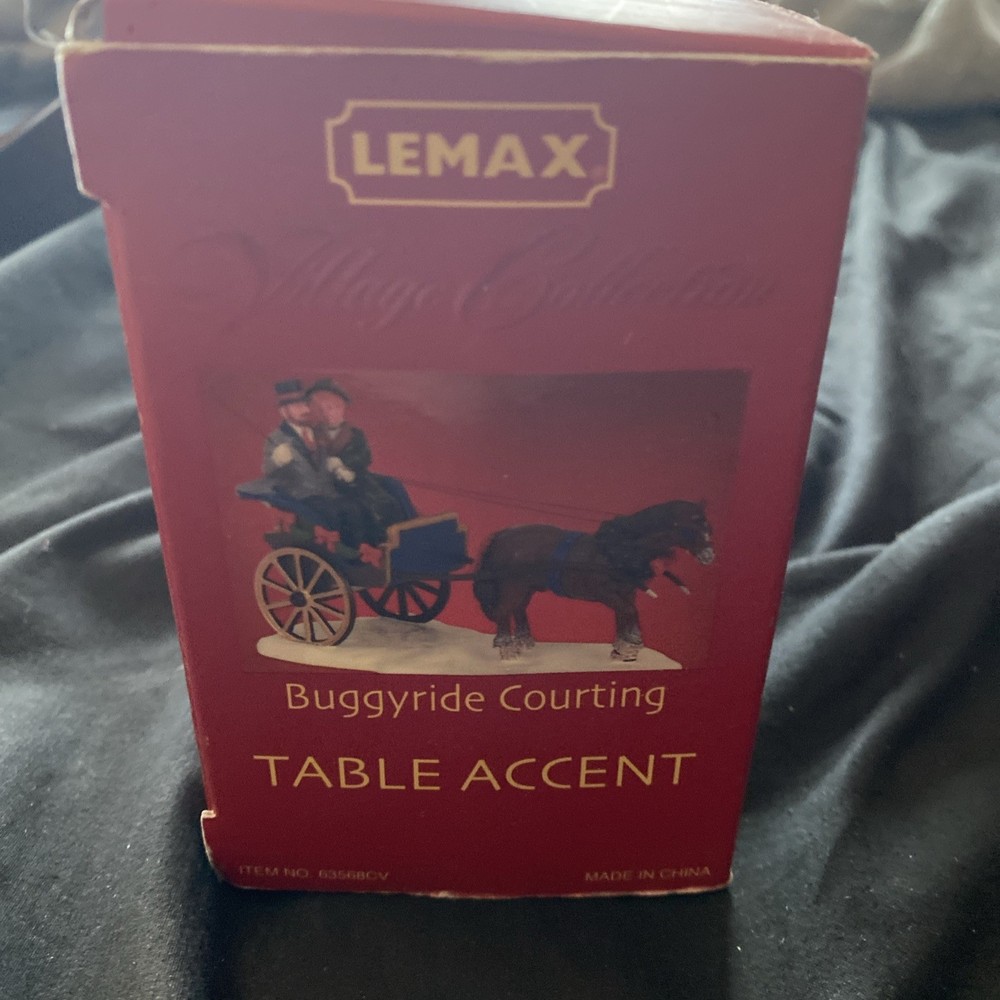 LEMAX
Village Collection
Buggyride Courting
TABLE ACCENT
ITEM NO. 63568CV
MADE IN CHINA